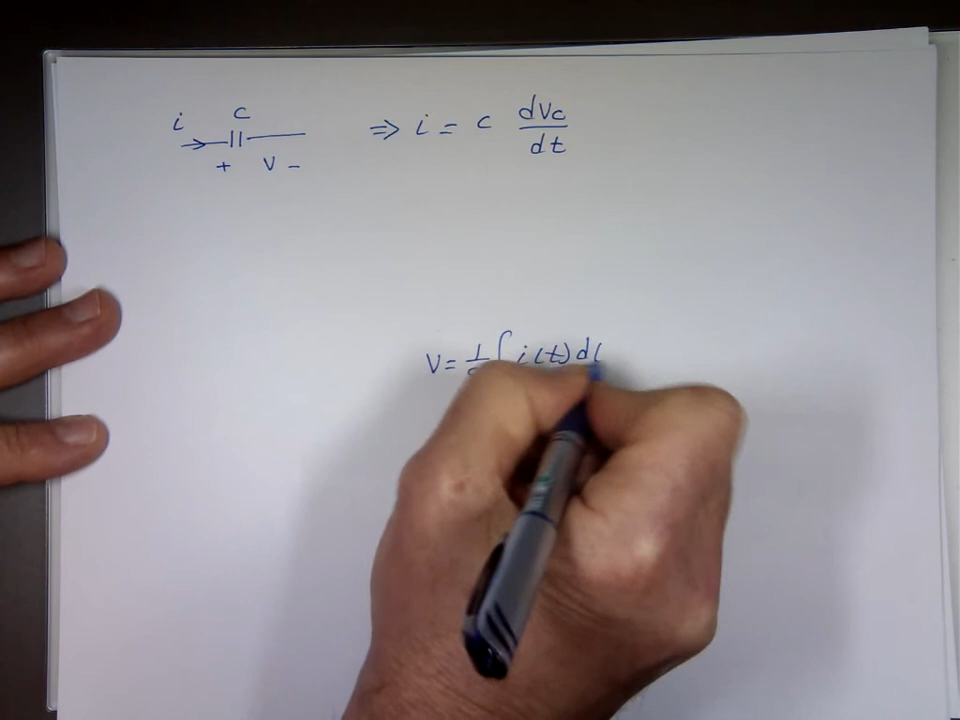 i C
+ V -
⇒ i = c dVc/dt
V = 1/ ∫ i(t) d